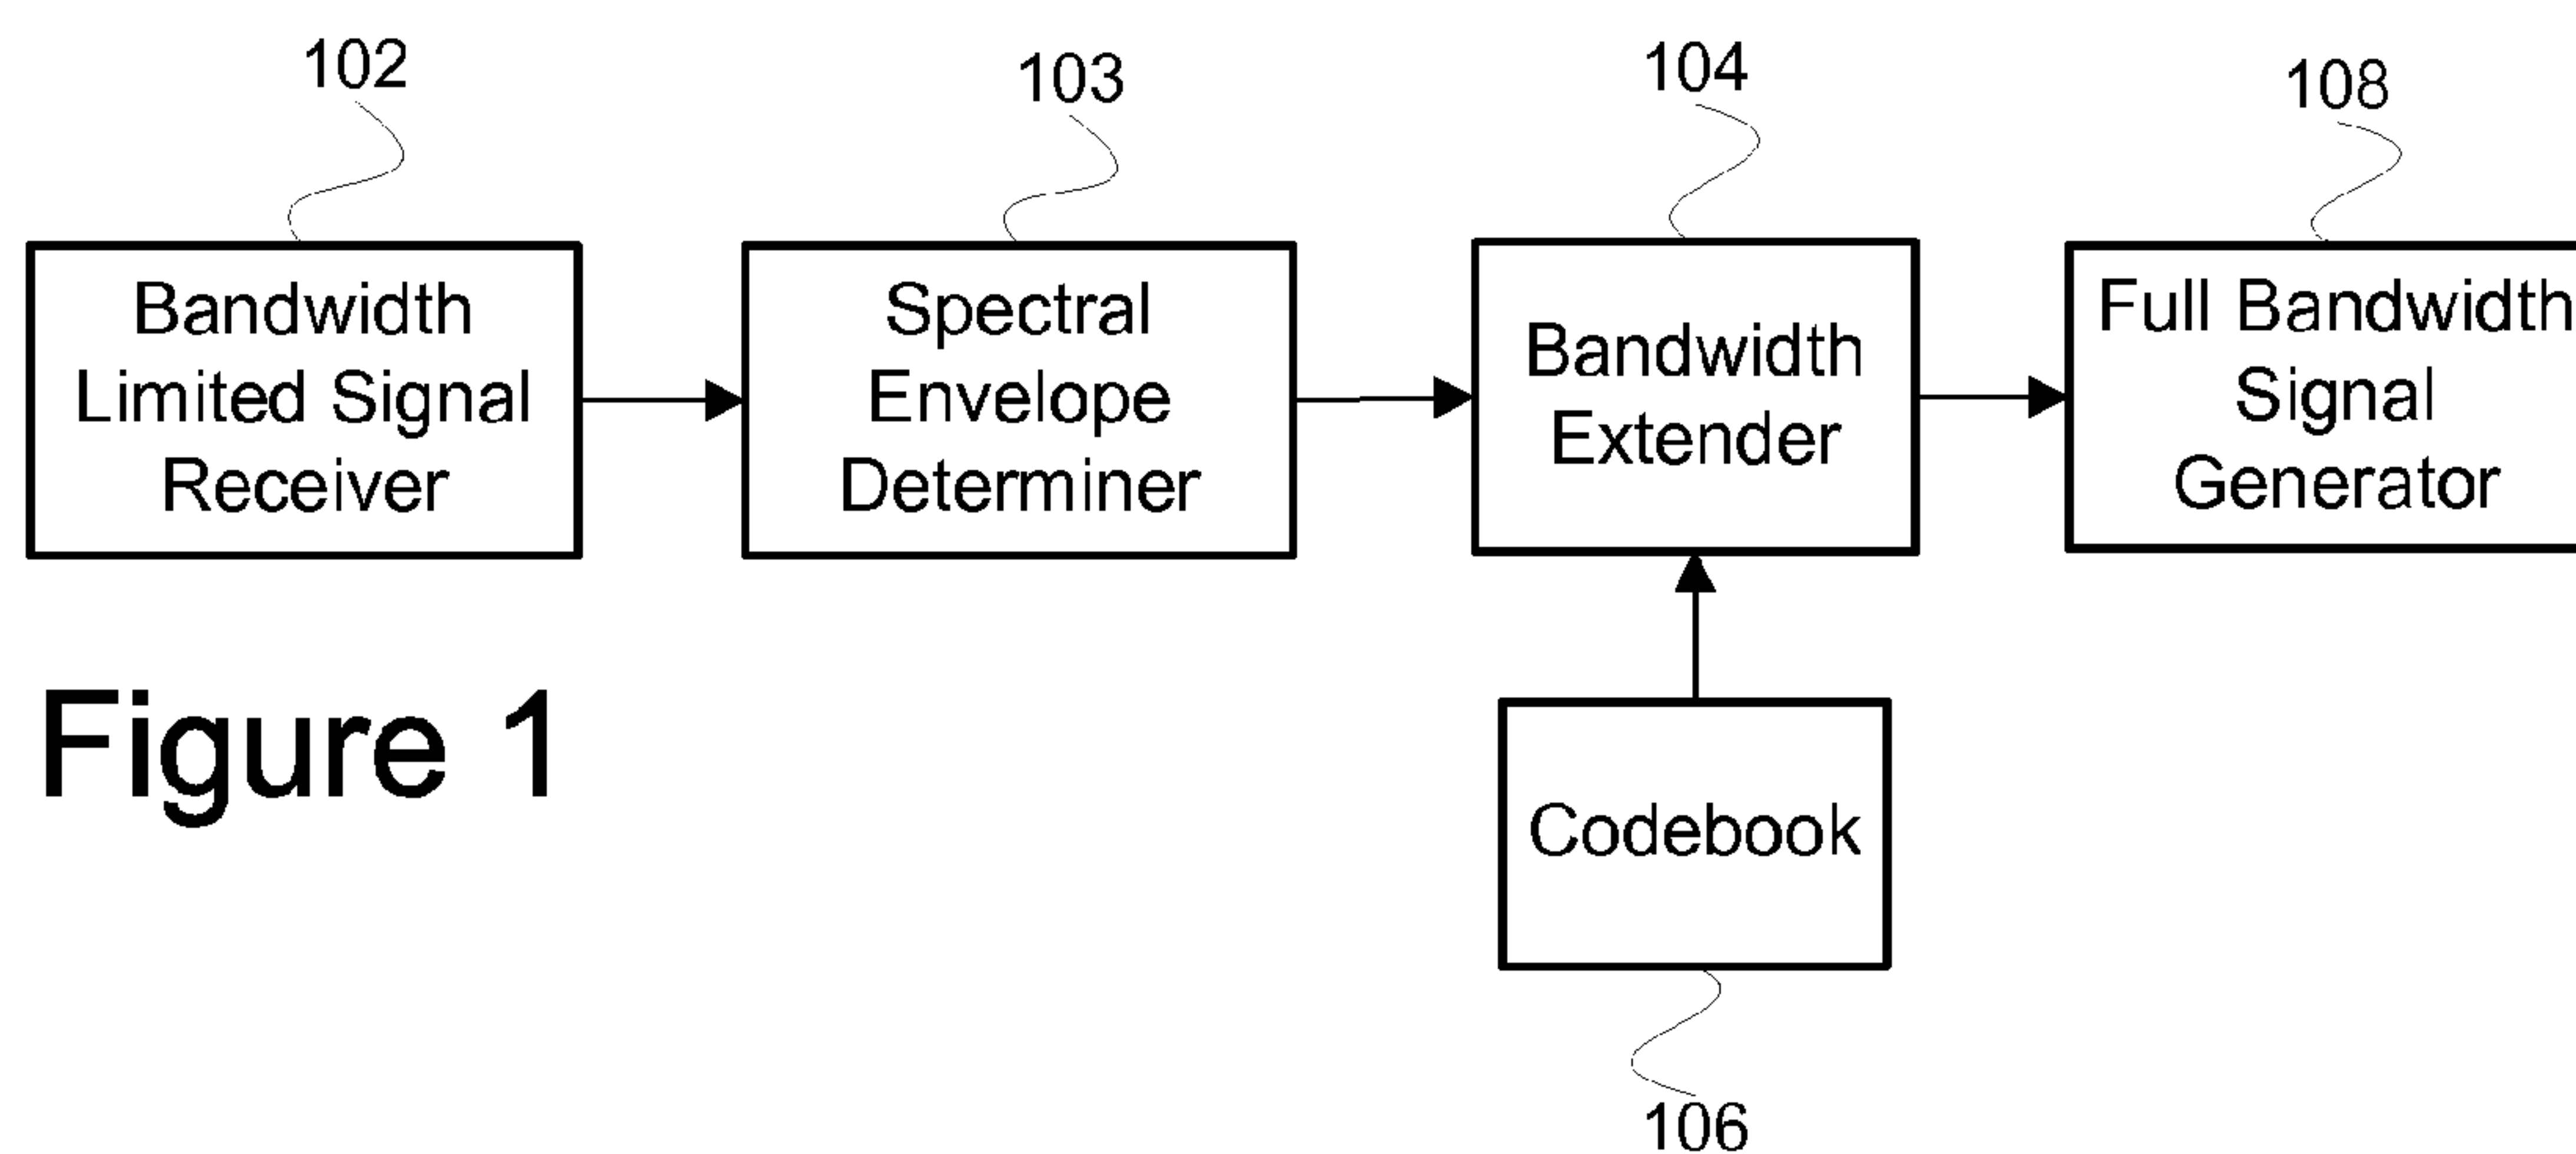 102
103
104
108
Bandwidth
Limited Signal
Receiver
Spectral
Envelope
Determiner
Bandwidth
Extender
Full Bandwidth
Signal
Generator
Codebook
106
Figure 1